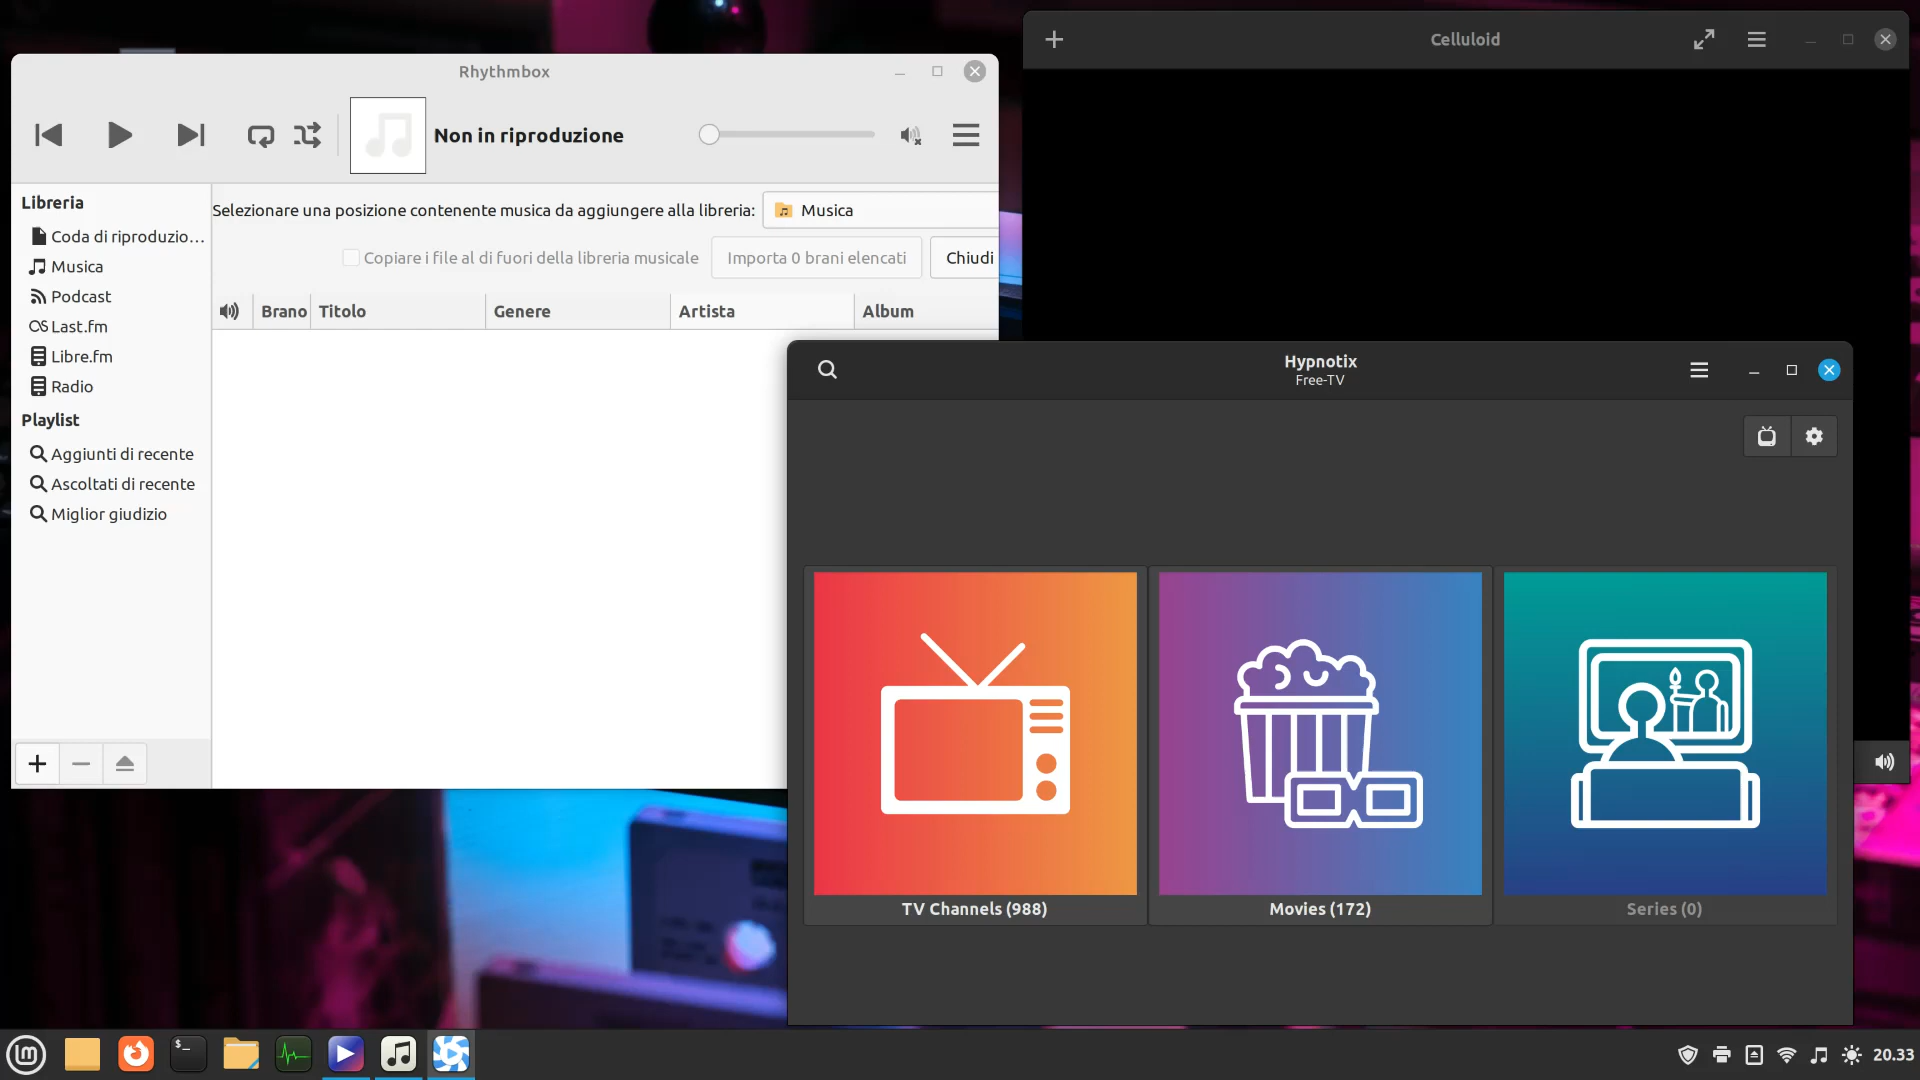 Rhythmbox
Non in riproduzione
Libreria
Coda di riproduzio...
Musica
Podcast
Last.fm
Libre.fm
Radio
Playlist
Aggiunti di recente
Ascoltati di recente
Miglior giudizio
Selezionare una posizione contenente musica da aggiungere alla libreria:
Musica
Copiare i file al di fuori della libreria musicale
Importa 0 brani elencati
Chiudi
Brano
Titolo
Genere
Artista
Album
Celluloid
Hypnotix
Free-TV
TV Channels (988)
Movies (172)
Series (0)
20.33